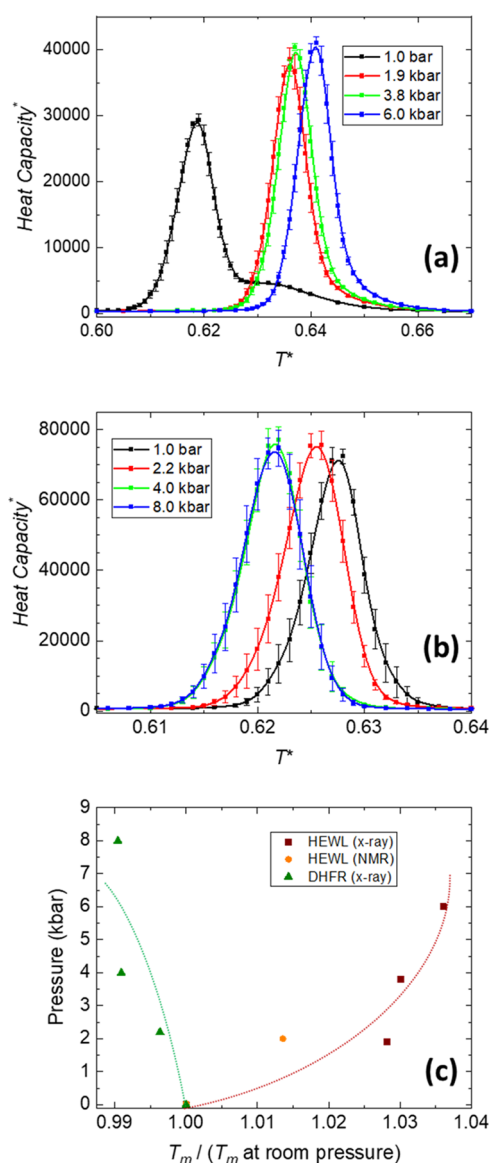 40000
30000
20000
10000
0
Heat Capacity*
1.0 bar
1.9 kbar
3.8 kbar
6.0 kbar
(a)
0.60 0.62 0.64 0.66
T*
80000
60000
40000
20000
0
Heat Capacity*
1.0 bar
2.2 kbar
4.0 kbar
8.0 kbar
(b)
0.61 0.62 0.63 0.64
T*
9
8
7
6
5
4
3
2
1
0
Pressure (kbar)
HEWL (x-ray)
HEWL (NMR)
DHFR (x-ray)
(c)
0.99 1.00 1.01 1.02 1.03 1.04
Tm / (Tm at room pressure)